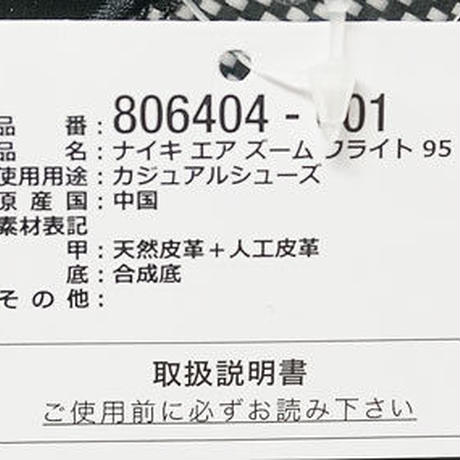 品 番：806404 - 01
品 名：ナイキ エア ズーム フライト 95
使用用途：カジュアルシューズ
原産国：中国
素材表記
甲：天然皮革＋人工皮革
底：合成底
その他：
取扱説明書
ご使用前に必ずお読み下さい